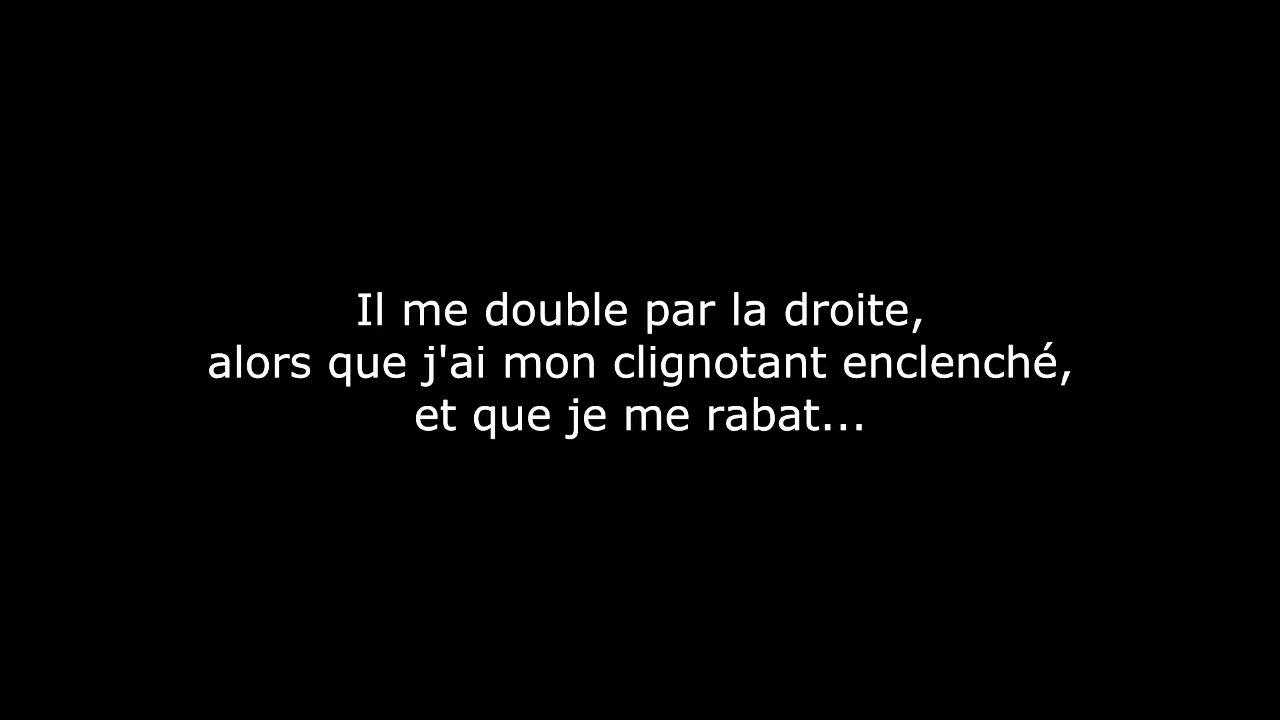 Il me double par la droite,
alors que j'ai mon clignotant enclenché,
et que je me rabat...